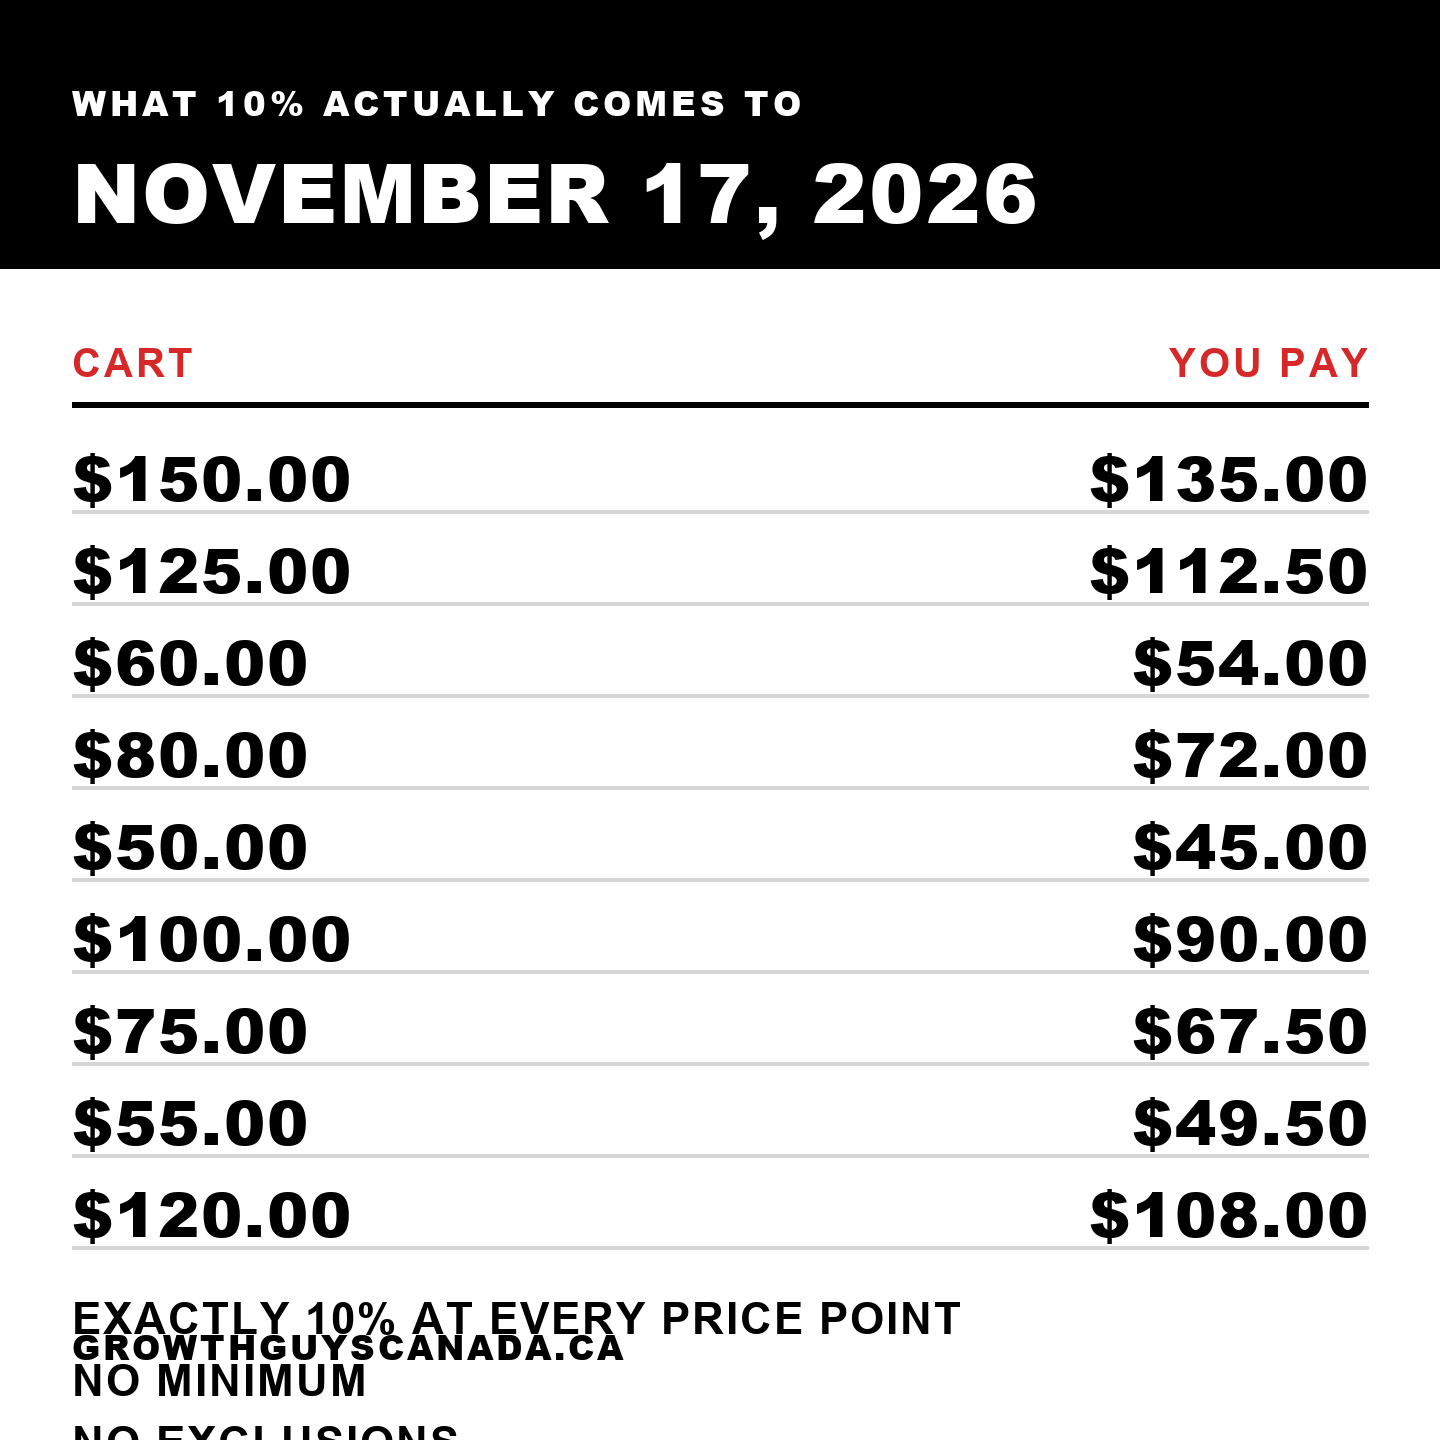 WHAT 10% ACTUALLY COMES TO
NOVEMBER 17, 2026
CART YOU PAY
$150.00 $135.00
$125.00 $112.50
$60.00 $54.00
$80.00 $72.00
$50.00 $45.00
$100.00 $90.00
$75.00 $67.50
$55.00 $49.50
$120.00 $108.00
EXACTLY 10% AT EVERY PRICE POINT
GROWTHGUYSCANADA.CA
NO MINIMUM
NO EXCLUSIONS